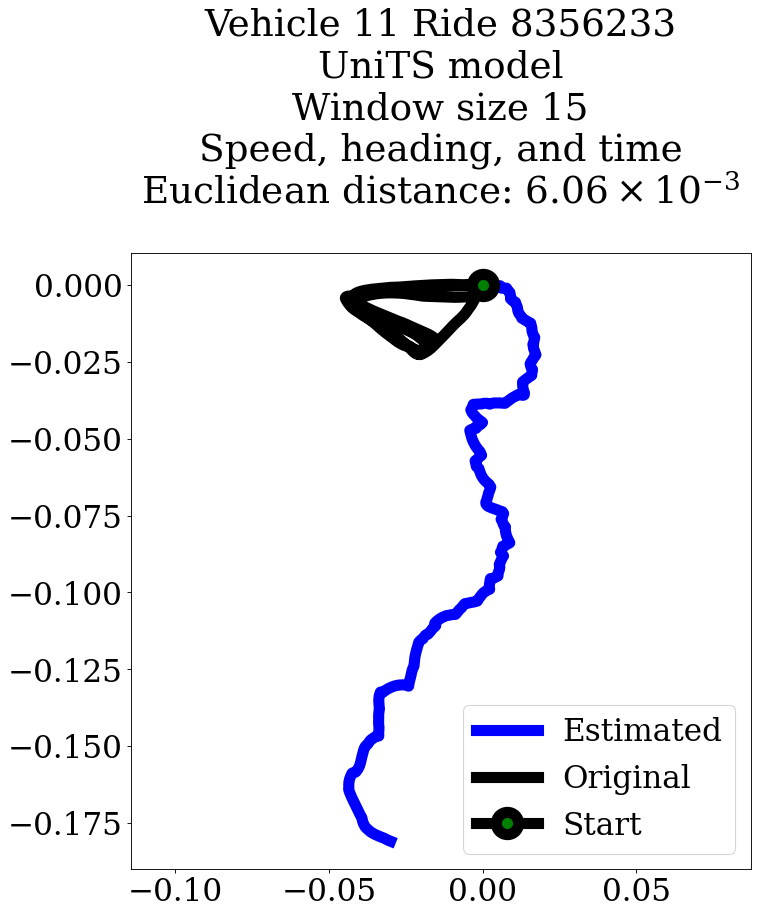 Vehicle 11 Ride 8356233
UniTS model
Window size 15
Speed, heading, and time
Euclidean distance: 6.06 × 10⁻³
0.000
−0.025
−0.050
−0.075
−0.100
−0.125
−0.150
−0.175
Estimated
Original
Start
−0.10 −0.05 0.00 0.05